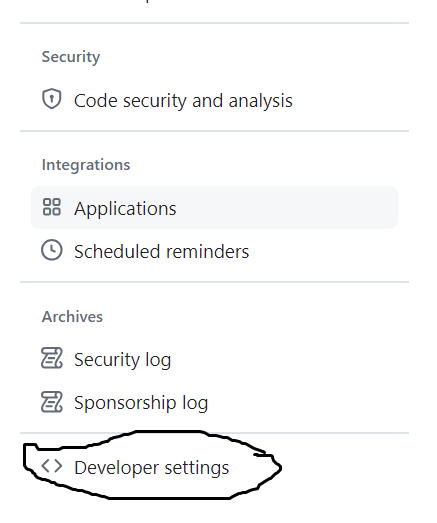 Security
Code security and analysis
Integrations
Applications
Scheduled reminders
Archives
Security log
Sponsorship log
Developer settings